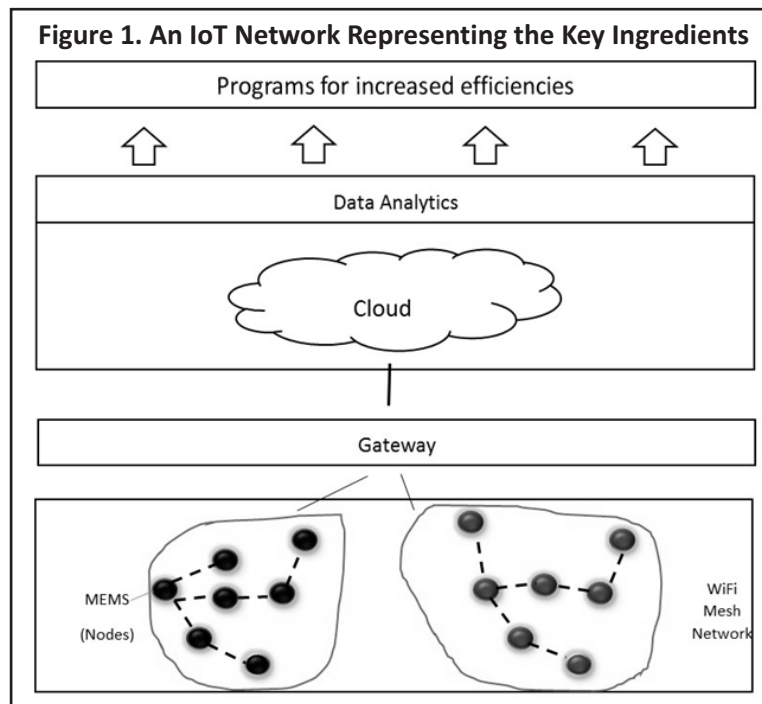 Figure 1. An IoT Network Representing the Key Ingredients
Programs for increased efficiencies
Data Analytics
Cloud
Gateway
MEMS
(Nodes)
WiFi
Mesh
Network